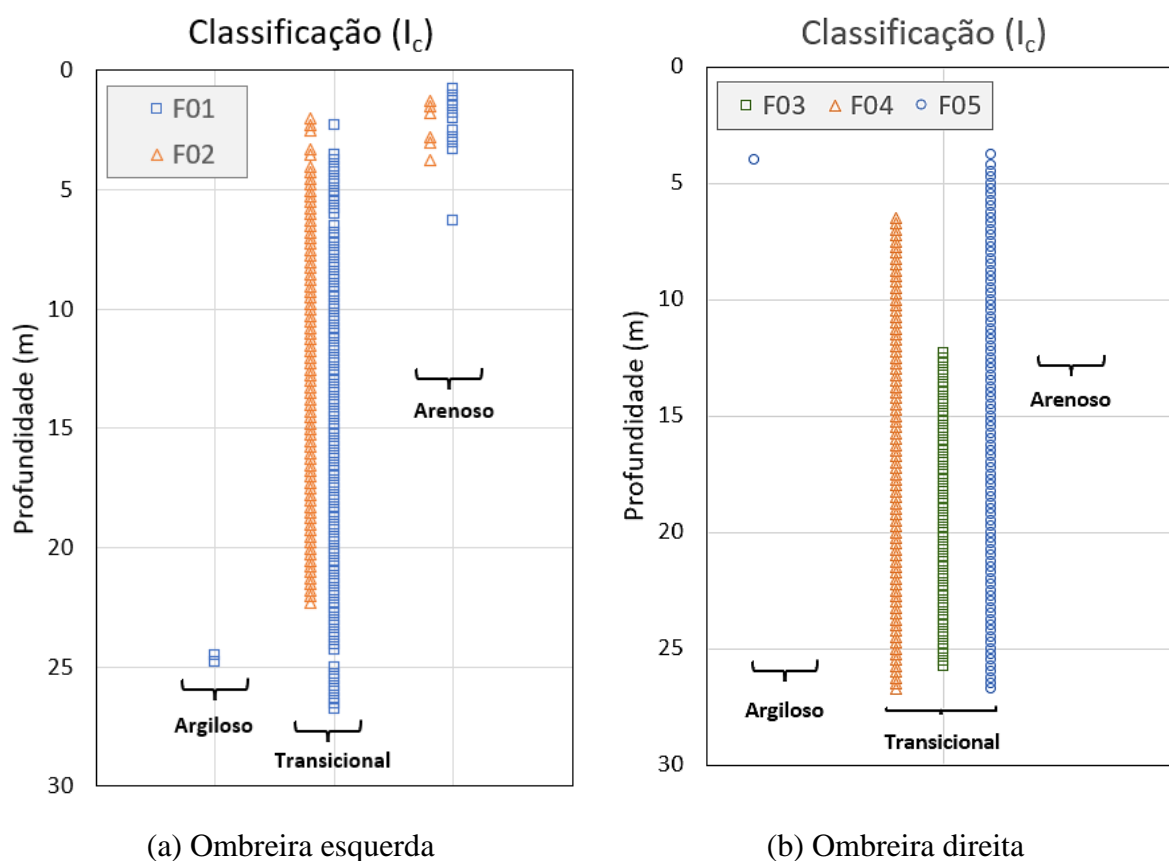 Classificação (Ic)
0
5
10
15
20
25
30
Profundidade (m)
F01
F02
Arenoso
Argiloso
Transicional
(a) Ombreira esquerda
Classificação (Ic)
0
5
10
15
20
25
30
Profundidade (m)
F03 F04 F05
Arenoso
Argiloso
Transicional
(b) Ombreira direita